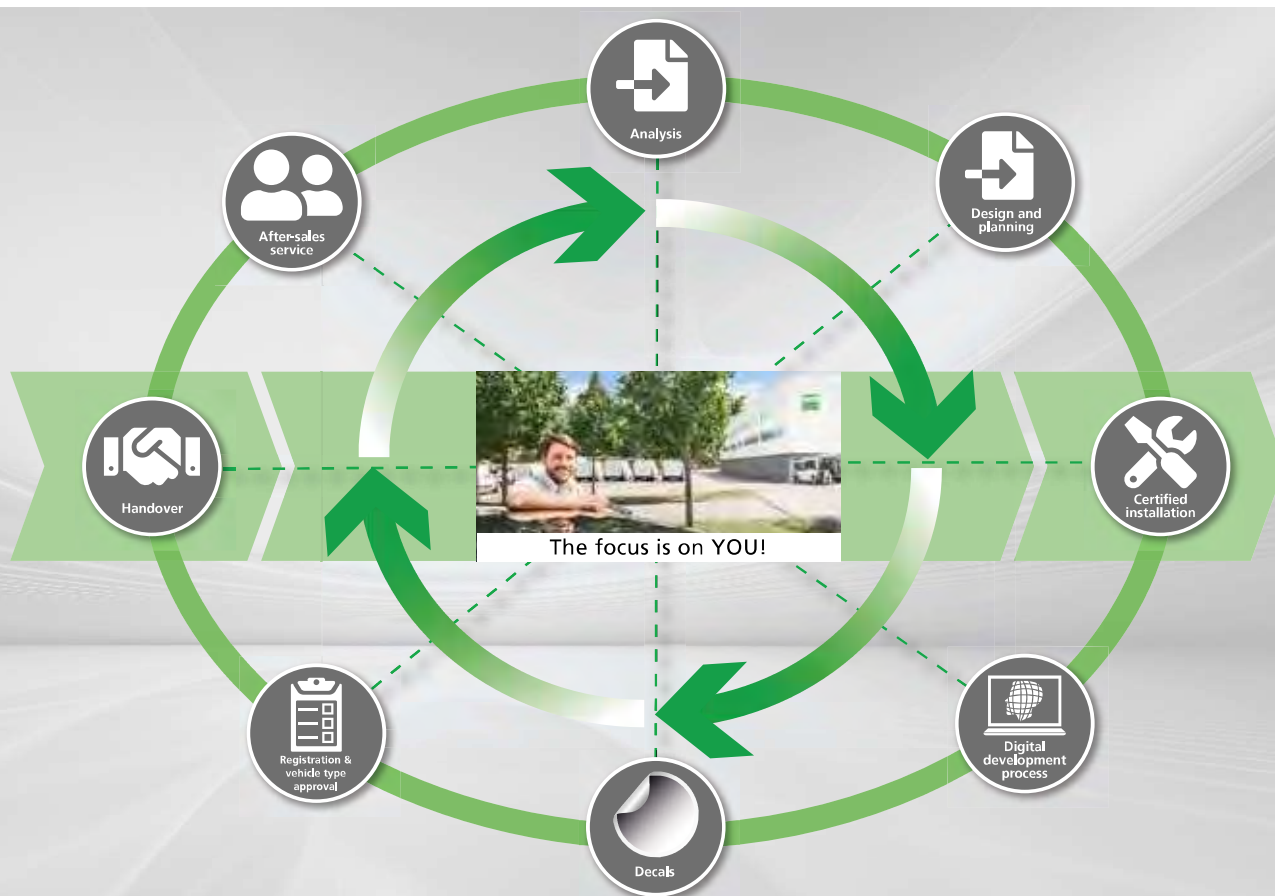 Analysis
Design and
planning
After-sales
service
Handover
Certified
installation
The focus is on YOU!
Registration &
vehicle type
approval
Digital
development
process
Decals